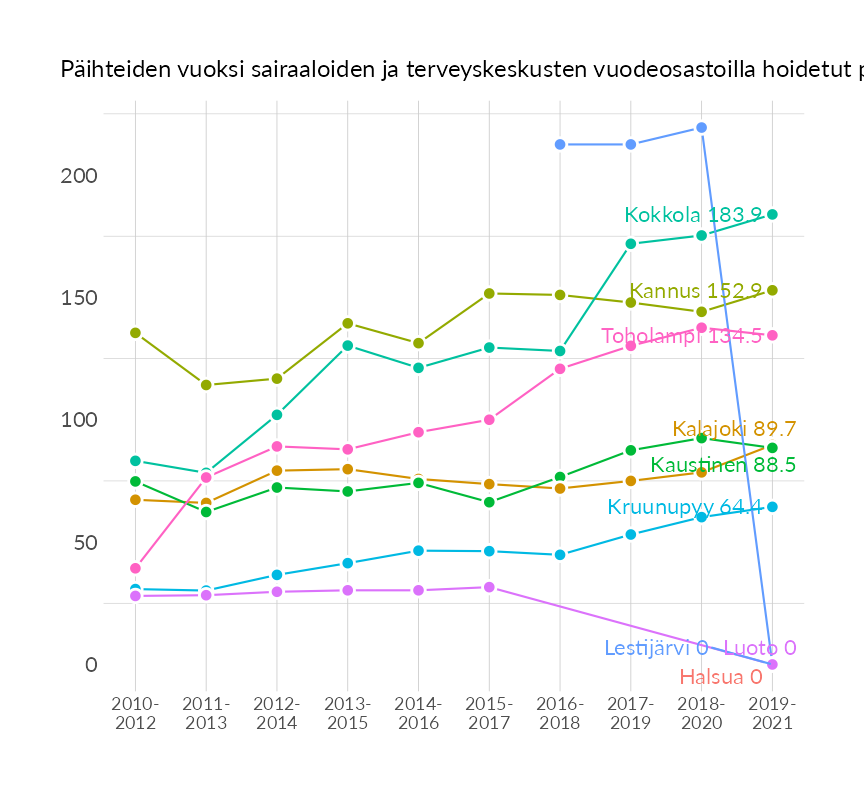 Päihteiden vuoksi sairaaloiden ja terveyskeskusten vuodeosastoilla hoidetut
200
150
100
50
0
Kokkola 183.9
Kannus 152.9
Toholampi 134.5
Kalajoki 89.7
Kaustinen 88.5
Kruunupyy 64.4
Lestijärvi 0
Luoto 0
Halsua 0
2010- 2011- 2012- 2013- 2014- 2015- 2016- 2017- 2018- 2019-
2012 2013 2014 2015 2016 2017 2018 2019 2020 2021